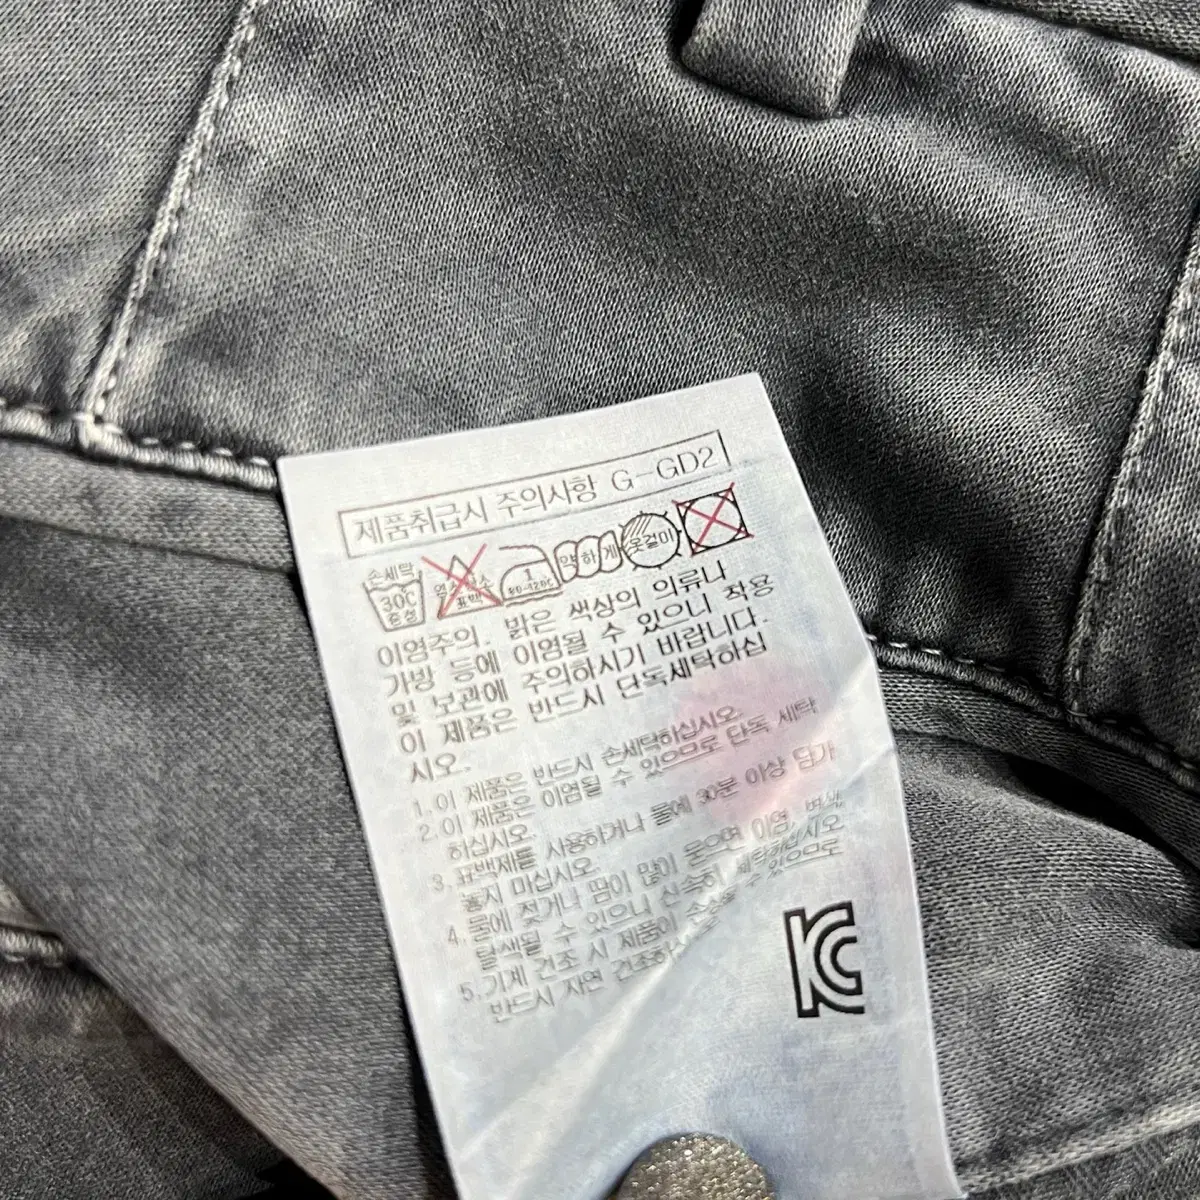 제품취급시 주의사항 G-GD2
손세탁
30℃
중성
염소산소
표백
1
80-120℃
약하게
옷걸이
이염주의. 밝은 색상의 의류나
가방 등에 이염될 수 있으니 착용
및 보관에 주의하시기 바랍니다.
이 제품은 반드시 단독세탁하십
시오.
1.이 제품은 반드시 손세탁하십시오.
2.이 제품은 이염될 수 있으므로 단독 세탁
하십시오.
3.표백제를 사용하거나 물에 30분 이상 담가
놓지 마십시오.
4.물에 젖거나 땀이 많이 묻으면 이염, 변색,
탈색될 수 있으니 신속히 세탁하십시오
5.기계 건조 시 제품이 손상될 수 있으므로
반드시 자연 건조하
KC